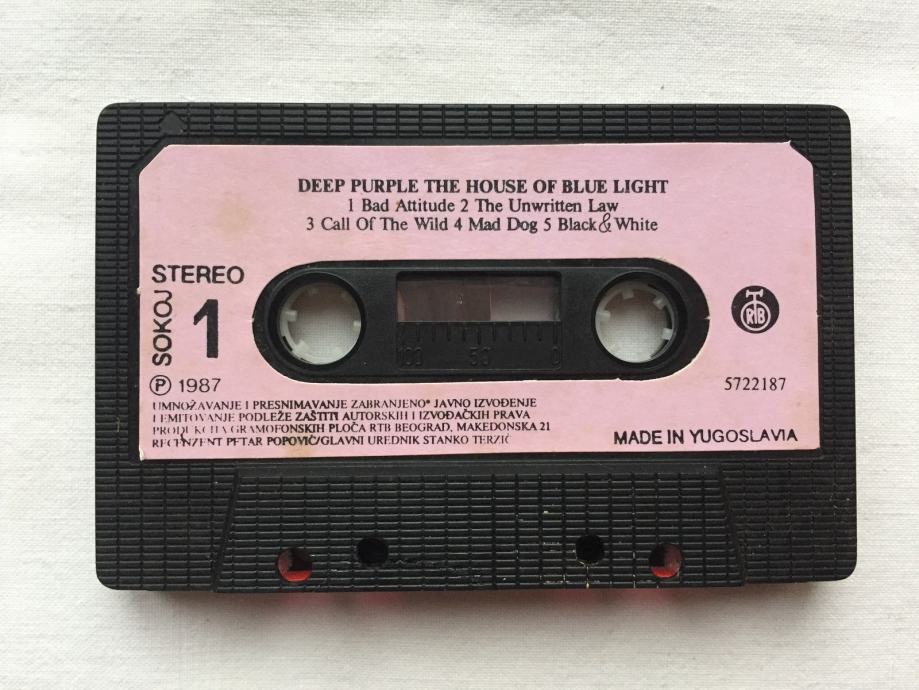 DEEP PURPLE THE HOUSE OF BLUE LIGHT
1 Bad Attitude 2 The Unwritten Law
3 Call Of The Wild 4 Mad Dog 5 Black & White
STEREO
SOKOJ
1
RTB
100 50 0
Ⓟ 1987
5722187
UMNOŽAVANJE I PRESNIMAVANJE ZABRANJENO* JAVNO IZVOĐENJE
I EMITOVANJE PODLEŽE ZAŠTITI AUTORSKIH I IZVOĐAČKIH PRAVA
PRODUKCIJA GRAMOFONSKIH PLOČA RTB BEOGRAD, MAKEDONSKA 21
RECENZENT PETAR POPOVIĆ/GLAVNI UREDNIK STANKO TERZIĆ
MADE IN YUGOSLAVIA